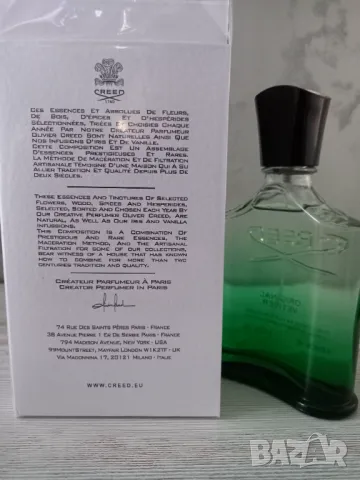 CREED
1760
DES ESSENCES ET ABSOLUES DE FLEURS,
DE BOIS, D'ÉPICES ET D'HESPÉRIDES
SÉLECTIONNÉES, TRIÉES ET CHOISIES CHAQUE
ANNÉE PAR NOTRE CRÉATEUR PARFUMEUR
OLIVIER CREED SONT NATURELLES AINSI QUE
NOS INFUSIONS D'IRIS ET DE VANILLE.
CETTE COMPOSITION EST UN ASSEMBLAGE
D'ESSENCES PRESTIGIEUSES ET RARES.
LA MÉTHODE DE MACÉRATION ET DE FILTRATION
ARTISANALE TÉMOIGNE D'UNE MAISON QUI A SU
ALLIER TRADITION ET QUALITÉ DEPUIS PLUS DE
DEUX SIÈCLES.
THESE ESSENCES AND TINCTURES OF SELECTED
FLOWERS, WOOD, SPICES AND HESPERIDES,
SELECTED, SORTED AND CHOSEN EACH YEAR BY
OUR CREATIVE PERFUMER OLIVIER CREED, ARE
NATURAL, AS WELL AS OUR IRIS AND VANILLA
INFUSSIONS.
THIS COMPOSITION IS A COMBINATION OF
PRESTIGIOUS AND RARE ESSENCES. THE
MACERATION METHOD, AND THE ARTISANAL
FILTRATION FOR SOME OF OUR COLLECTIONS,
BEAR WITNESS OF A HOUSE THAT HAS KNOWN
HOW TO COMBINE FOR MORE THAN TWO
CENTURIES TRADITION AND QUALITY.
CRÉATEUR PARFUMEUR À PARIS
CREATOR PERFUMER IN PARIS
74 RUE DES SAINTS PÈRES PARIS - FRANCE
38 AVENUE PIERRE 1 ER DE SERBIE PARIS - FRANCE
794 MADISON AVENUE, NEW YORK - USA
99 MOUNT STREET, MAYFAIR LONDON W1K2TF - UK
VIA MADONNINA 17, 20121 MILANO - ITALIE
WWW.CREED.EU
BAZAR